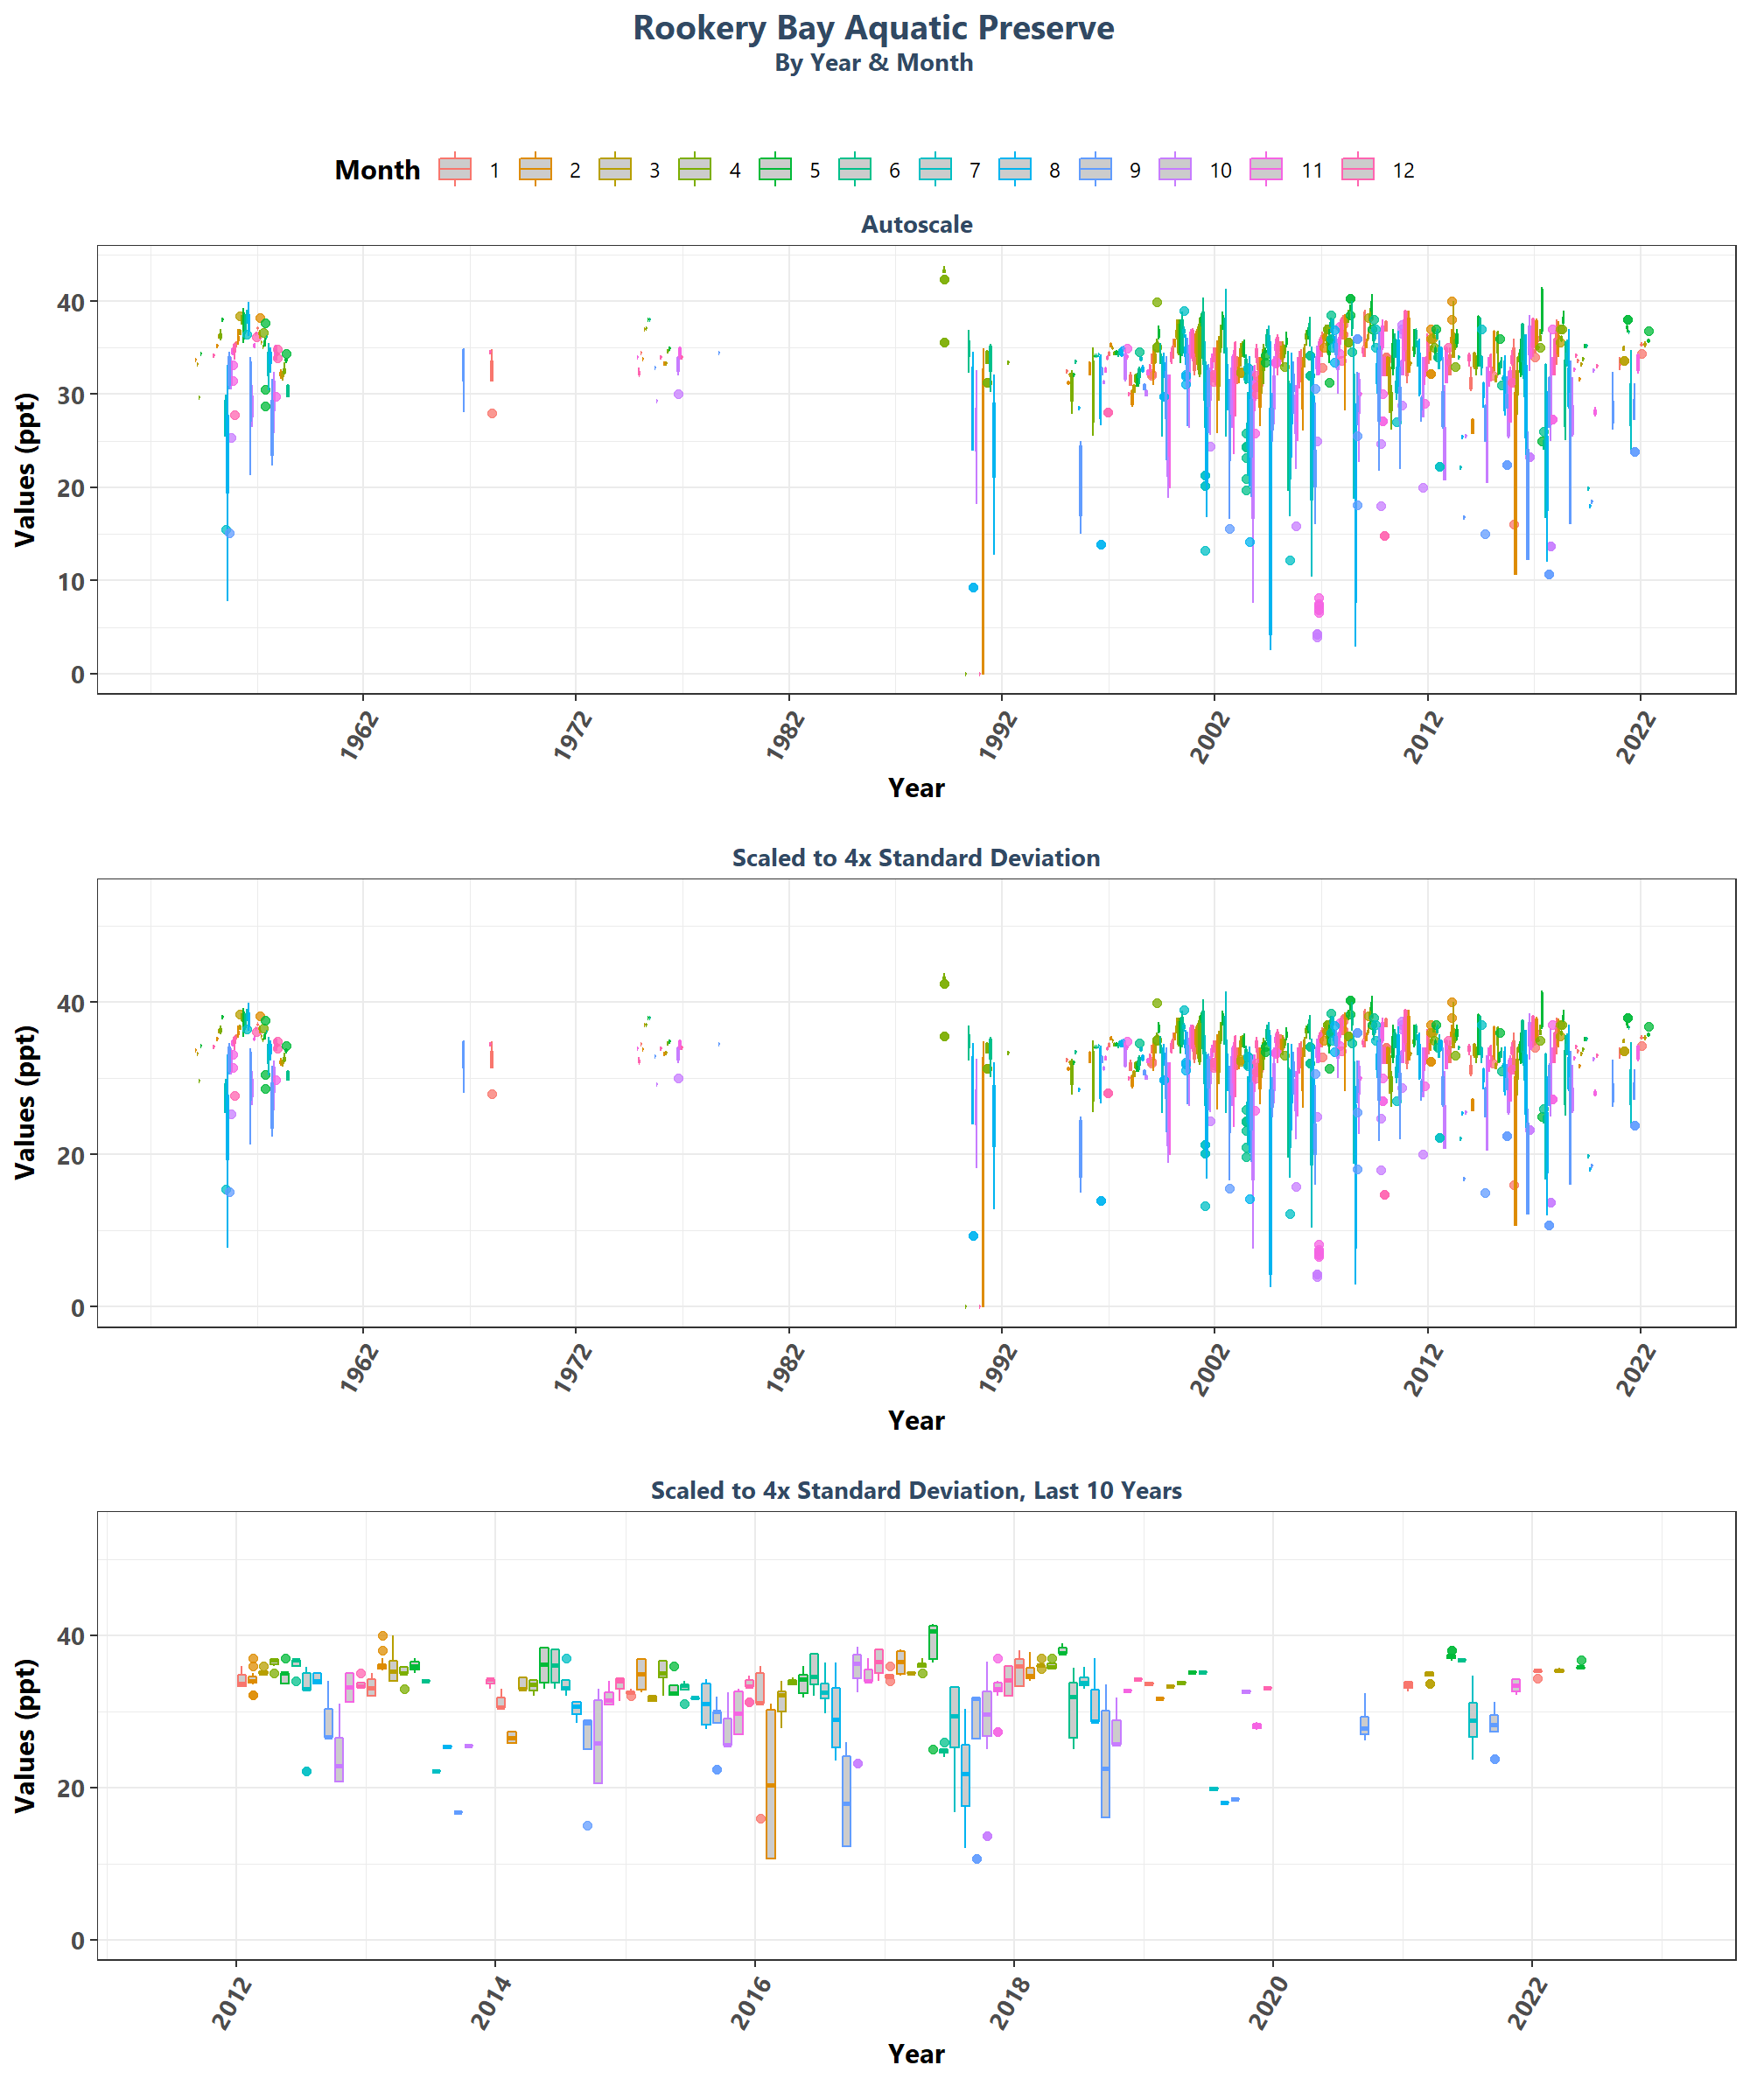 Rookery Bay Aquatic Preserve
By Year & Month
Month 1 2 3 4 5 6 7 8 9 10 11 12
Autoscale
Values (ppt)
40
30
20
10
0
1962 1972 1982 1992 2002 2012 2022
Year
Scaled to 4x Standard Deviation
Values (ppt)
40
20
0
1962 1972 1982 1992 2002 2012 2022
Year
Scaled to 4x Standard Deviation, Last 10 Years
Values (ppt)
40
20
0
2012 2014 2016 2018 2020 2022
Year